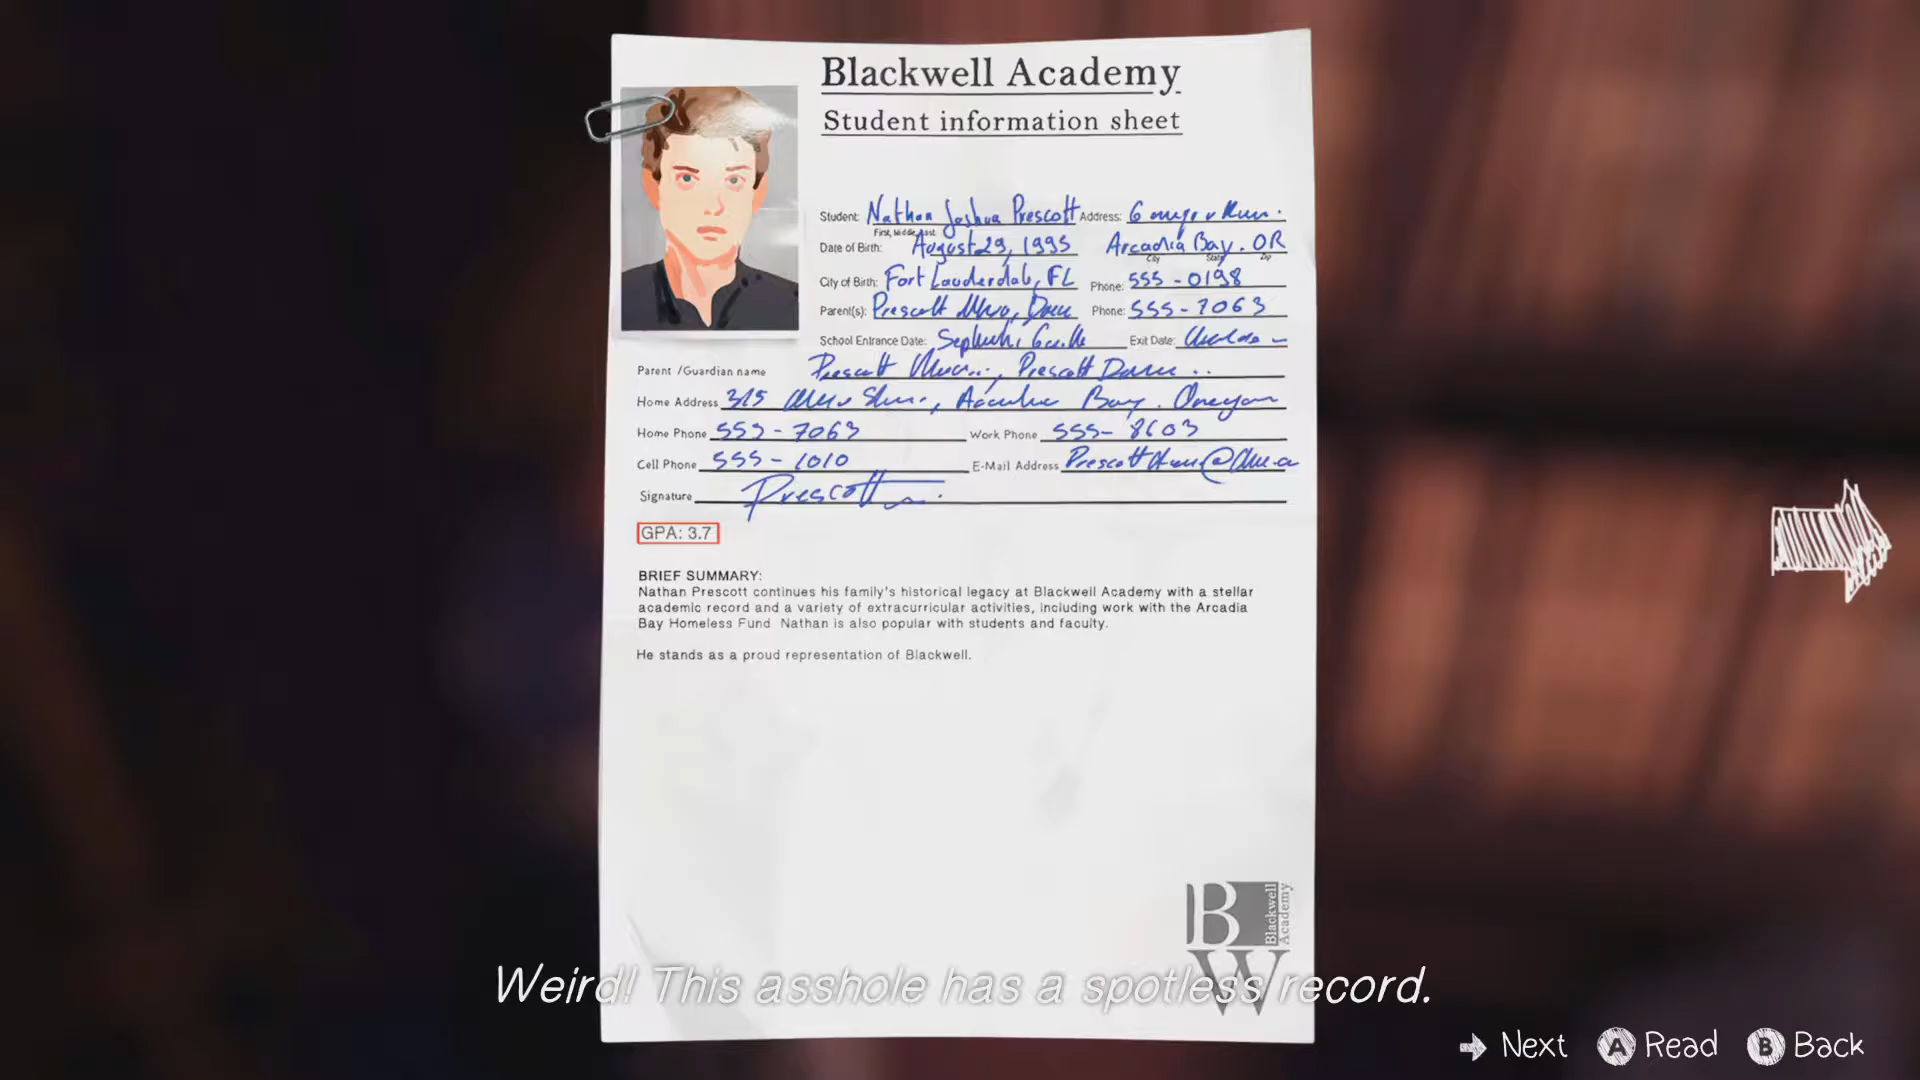 Blackwell Academy
Student information sheet
Student: Nathan Joshua Prescott Address:
First, Middle, Last
Date of Birth: August 29, 1995 Arcadia Bay. OR
City State Zip
City of Birth: Fort Lauderdale, FL Phone: 555-0198
Parent(s): Prescott Phone: 555-7063
School Entrance Date: Exit Date:
Parent /Guardian name Prescott Prescott
Home Address 315 Bay. Oregon
Home Phone 555-7063 Work Phone 555-8603
Cell Phone 555-1010 E-Mail Address Prescott
Signature Prescott
GPA: 3.7
BRIEF SUMMARY:
Nathan Prescott continues his family's historical legacy at Blackwell Academy with a stellar
academic record and a variety of extracurricular activities, including work with the Arcadia
Bay Homeless Fund Nathan is also popular with students and faculty.
He stands as a proud representation of Blackwell.
BW
Blackwell
Academy
Weird! This asshole has a spotless record.
Next A Read B Back